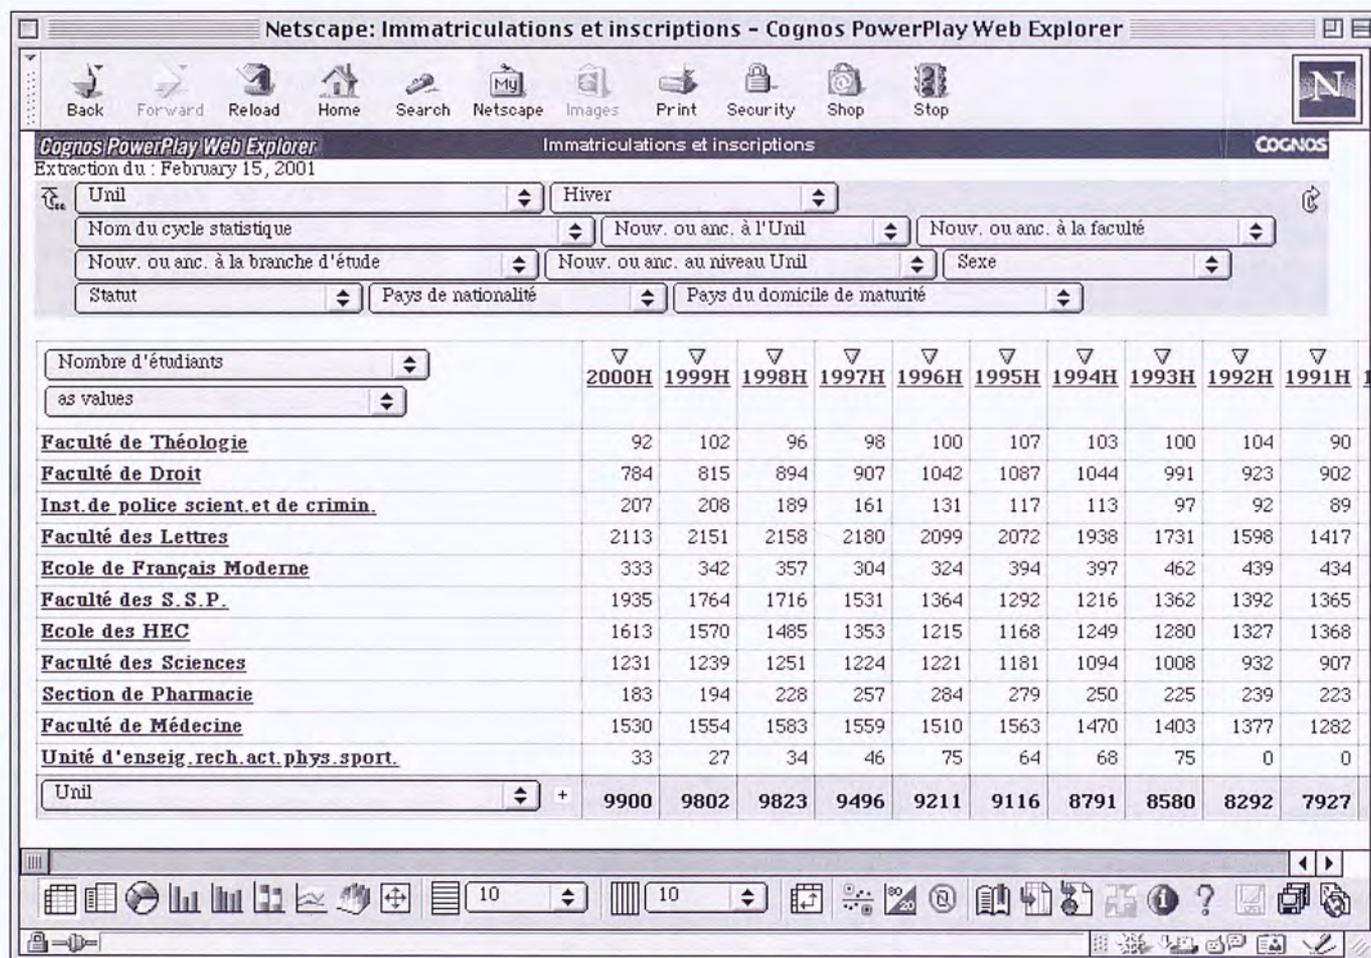 Netscape: Immatriculations et inscriptions - Cognos PowerPlay Web Explorer
Back Forward Reload Home Search Netscape Images Print Security Shop Stop
My
N
Cognos PowerPlay Web Explorer Immatriculations et inscriptions COGNOS
Extraction du : February 15, 2001
Unil Hiver
Nom du cycle statistique Nouv. ou anc. à l'Unil Nouv. ou anc. à la faculté
Nouv. ou anc. à la branche d'étude Nouv. ou anc. au niveau Unil Sexe
Statut Pays de nationalité Pays du domicile de maturité
Nombre d'étudiants
2000H 1999H 1998H 1997H 1996H 1995H 1994H 1993H 1992H 1991H 1
as values
Faculté de Théologie 92 102 96 98 100 107 103 100 104 90
Faculté de Droit 784 815 894 907 1042 1087 1044 991 923 902
Inst.de police scient.et de crimin. 207 208 189 161 131 117 113 97 92 89
Faculté des Lettres 2113 2151 2158 2180 2099 2072 1938 1731 1598 1417
Ecole de Français Moderne 333 342 357 304 324 394 397 462 439 434
Faculté des S.S.P. 1935 1764 1716 1531 1364 1292 1216 1362 1392 1365
Ecole des HEC 1613 1570 1485 1353 1215 1168 1249 1280 1327 1368
Faculté des Sciences 1231 1239 1251 1224 1221 1181 1094 1008 932 907
Section de Pharmacie 183 194 228 257 284 279 250 225 239 223
Faculté de Médecine 1530 1554 1583 1559 1510 1563 1470 1403 1377 1282
Unité d'enseig.rech.act.phys.sport. 33 27 34 46 75 64 68 75 0 0
Unil + 9900 9802 9823 9496 9211 9116 8791 8580 8292 7927
10 10 80/20 ?